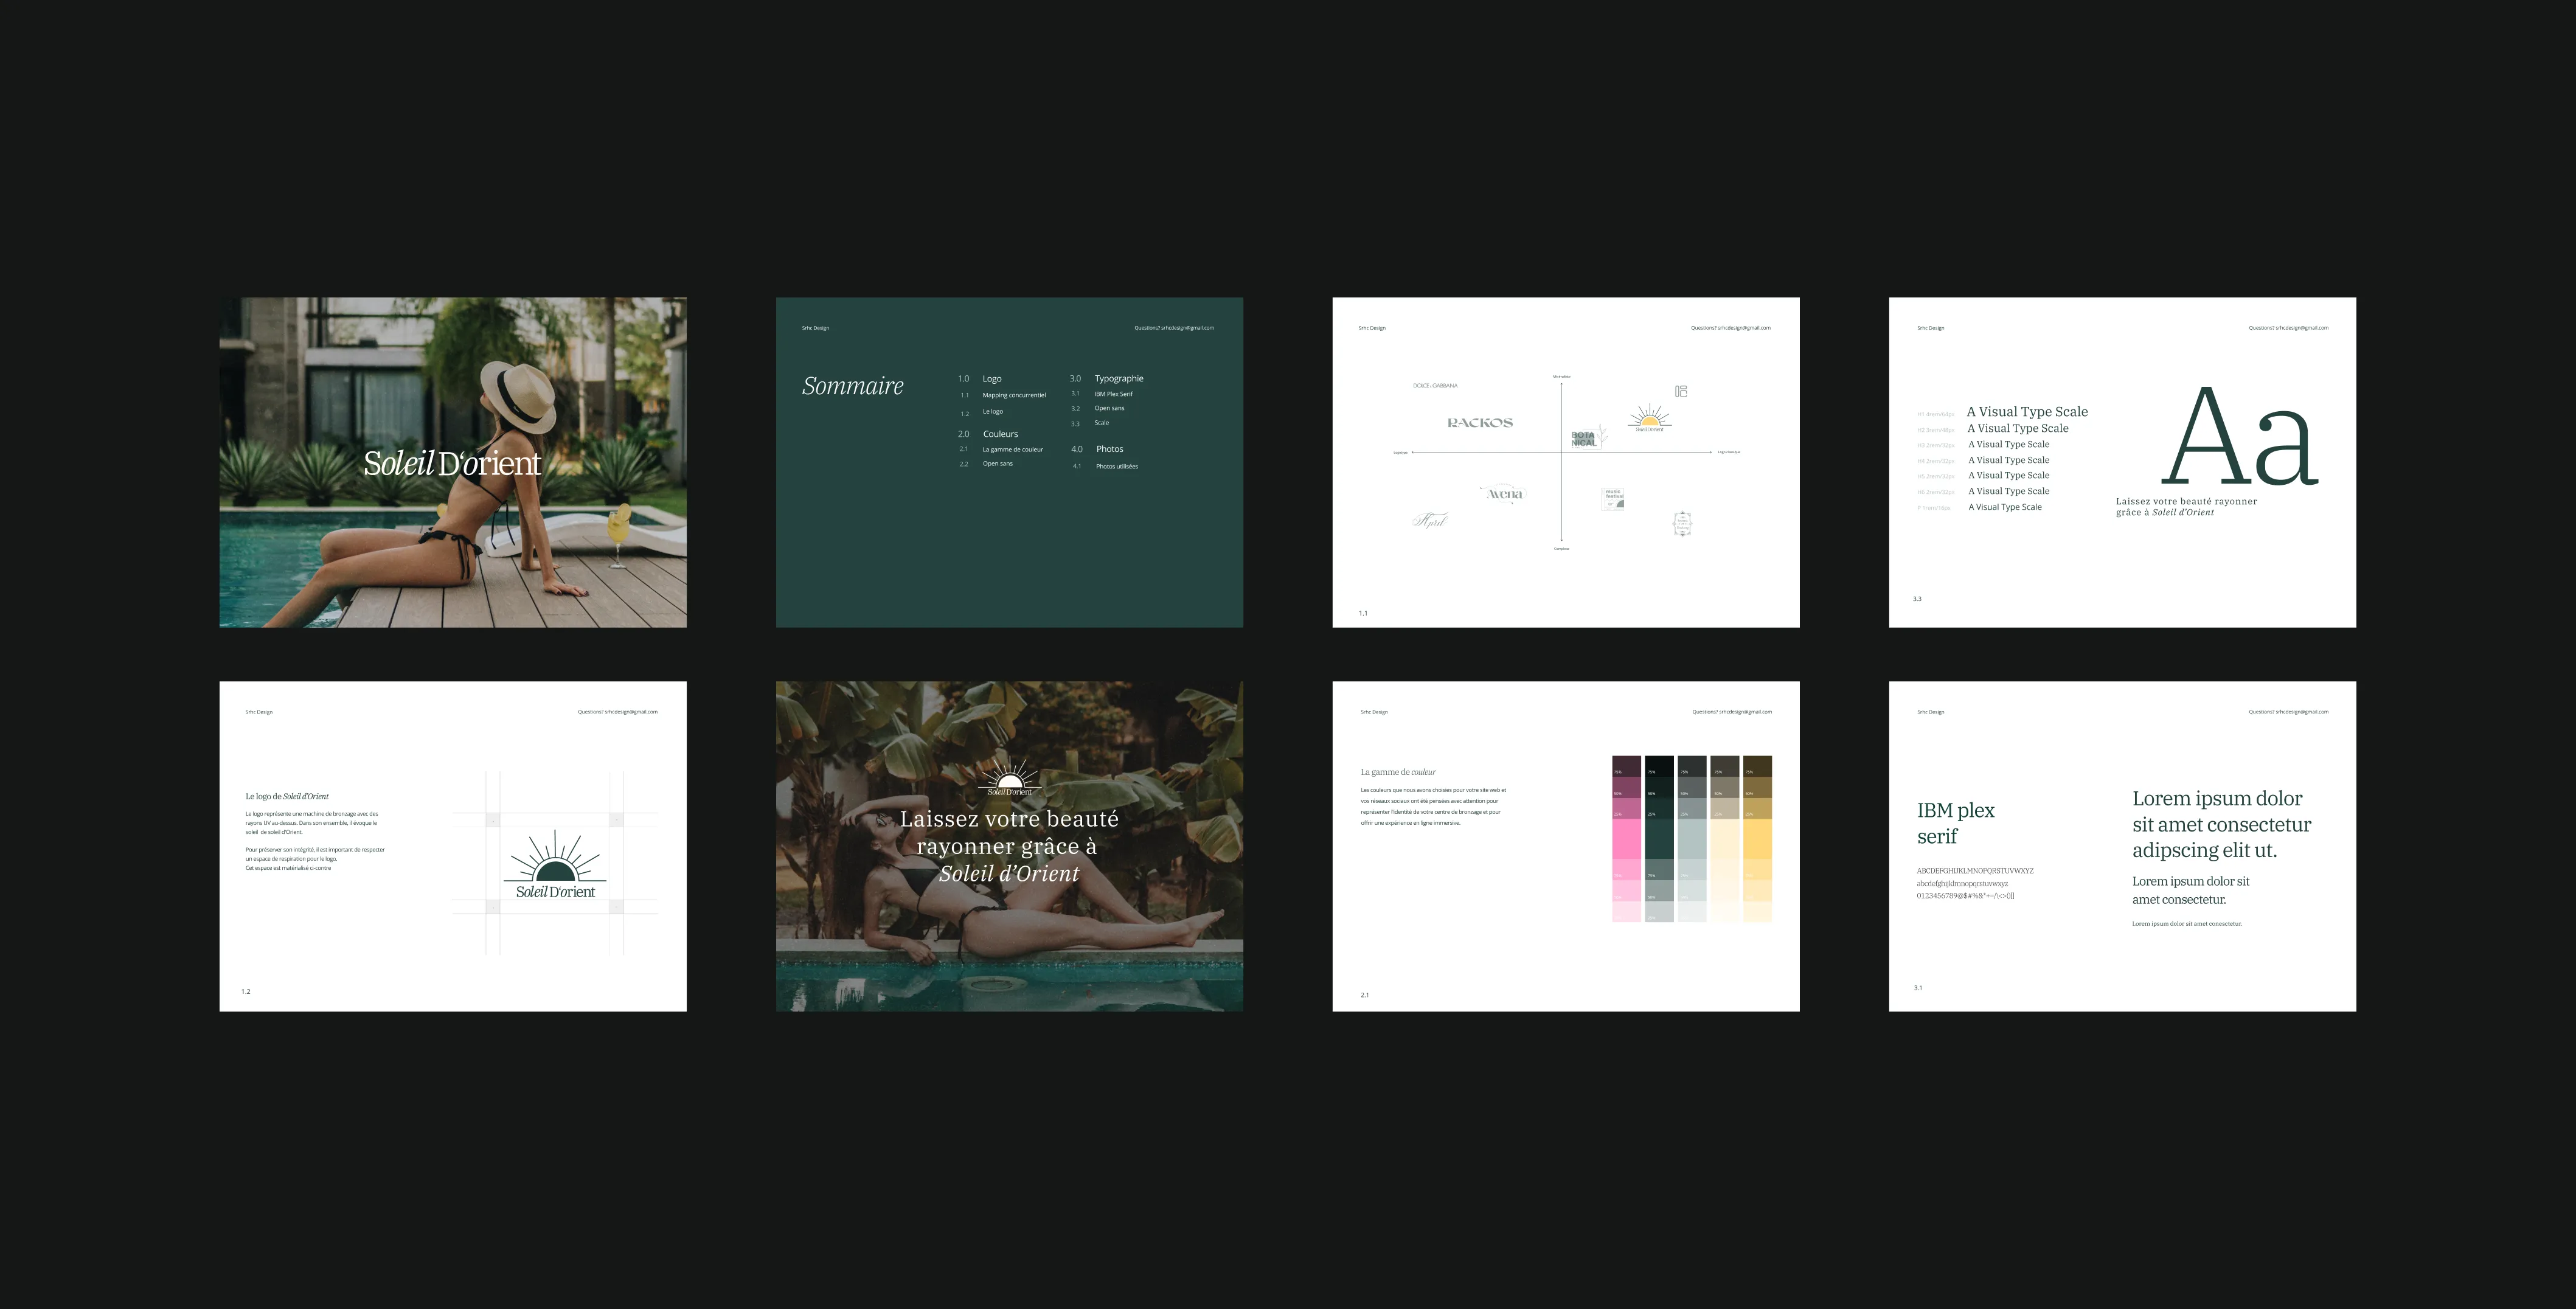 Soleil D'orient
Srhc Design
Questions? srhcdesign@gmail.com
Sommaire
1.0 Logo
1.1 Mapping concurrentiel
1.2 Le logo
2.0 Couleurs
2.1 La gamme de couleur
2.2 Open sans
3.0 Typographie
3.1 IBM Plex Serif
3.2 Open sans
3.3 Scale
4.0 Photos
4.1 Photos utilisées
Srhc Design
Questions? srhcdesign@gmail.com
DOLCE & GABBANA
RACKOS
BOTA
NICAL
Soleil D'orient
Avena
April
Complexe
1.1
Srhc Design
Questions? srhcdesign@gmail.com
A Visual Type Scale
A Visual Type Scale
A Visual Type Scale
A Visual Type Scale
A Visual Type Scale
A Visual Type Scale
A Visual Type Scale
Aa
Laissez votre beauté rayonner
grâce à Soleil d'Orient
3.3
Srhc Design
Questions? srhcdesign@gmail.com
Le logo de Soleil d'Orient
Le logo représente une machine de bronzage avec des
rayons UV au-dessus. Dans son ensemble, il évoque le
soleil de soleil d'Orient.
Pour préserver son intégrité, il est important de respecter
un espace de respiration pour le logo.
Cet espace est matérialisé ci-contre
Soleil D'orient
1.2
Soleil D'orient
Laissez votre beauté
rayonner grâce à
Soleil d'Orient
Srhc Design
Questions? srhcdesign@gmail.com
La gamme de couleur
Les couleurs que nous avons choisies pour votre site web et
vos réseaux sociaux ont été pensées avec attention pour
représenter l'identité de votre centre de bronzage et pour
offrir une expérience en ligne immersive.
75% 75% 75% 75% 75%
2.1
Srhc Design
Questions? srhcdesign@gmail.com
IBM plex
serif
ABCDEFGHIJKLMNOPQRSTUVWXYZ
abcdefghijklmnopqrstuvwxyz
Lorem ipsum dolor
sit amet consectetur
adipscing elit ut.
Lorem ipsum dolor sit
amet consectetur.
Lorem ipsum dolor sit amet consectetur.
3.1